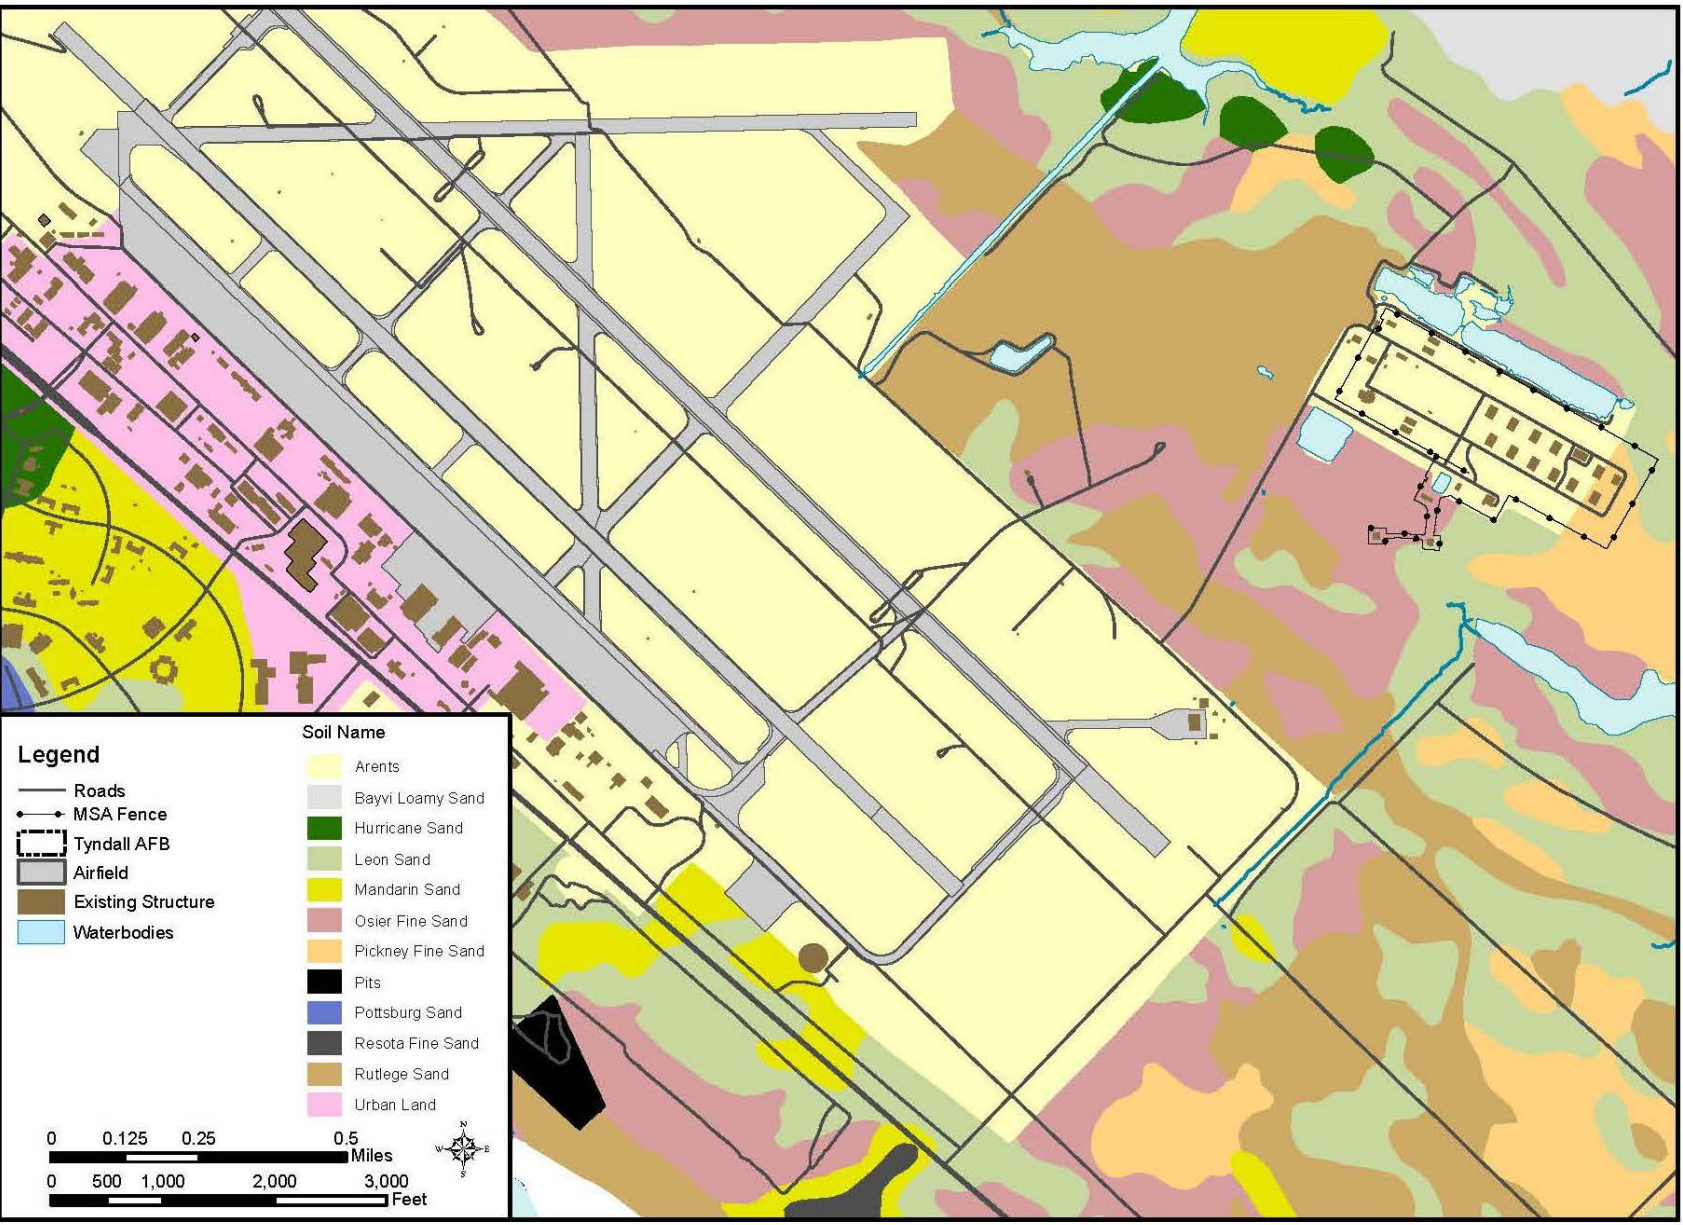 Legend
Roads
MSA Fence
Tyndall AFB
Airfield
Existing Structure
Waterbodies
Soil Name
Arents
Bayvi Loamy Sand
Hurricane Sand
Leon Sand
Mandarin Sand
Osier Fine Sand
Pickney Fine Sand
Pits
Pottsburg Sand
Resota Fine Sand
Rutlege Sand
Urban Land
0 0.125 0.25 0.5
Miles
0 500 1,000 2,000 3,000
Feet
N
W E
S